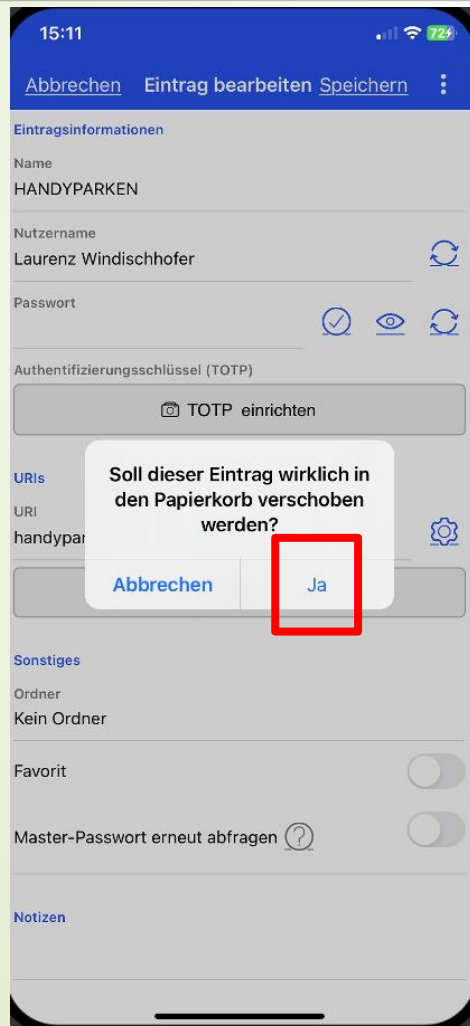 15:11
72
Abbrechen Eintrag bearbeiten Speichern
Eintragsinformationen
Name
HANDYPARKEN
Nutzername
Laurenz Windischhofer
Passwort
Authentifizierungsschlüssel (TOTP)
TOTP einrichten
Soll dieser Eintrag wirklich in
den Papierkorb verschoben
werden?
Abbrechen Ja
URIs
URI
handypar
Sonstiges
Ordner
Kein Ordner
Favorit
Master-Passwort erneut abfragen
Notizen